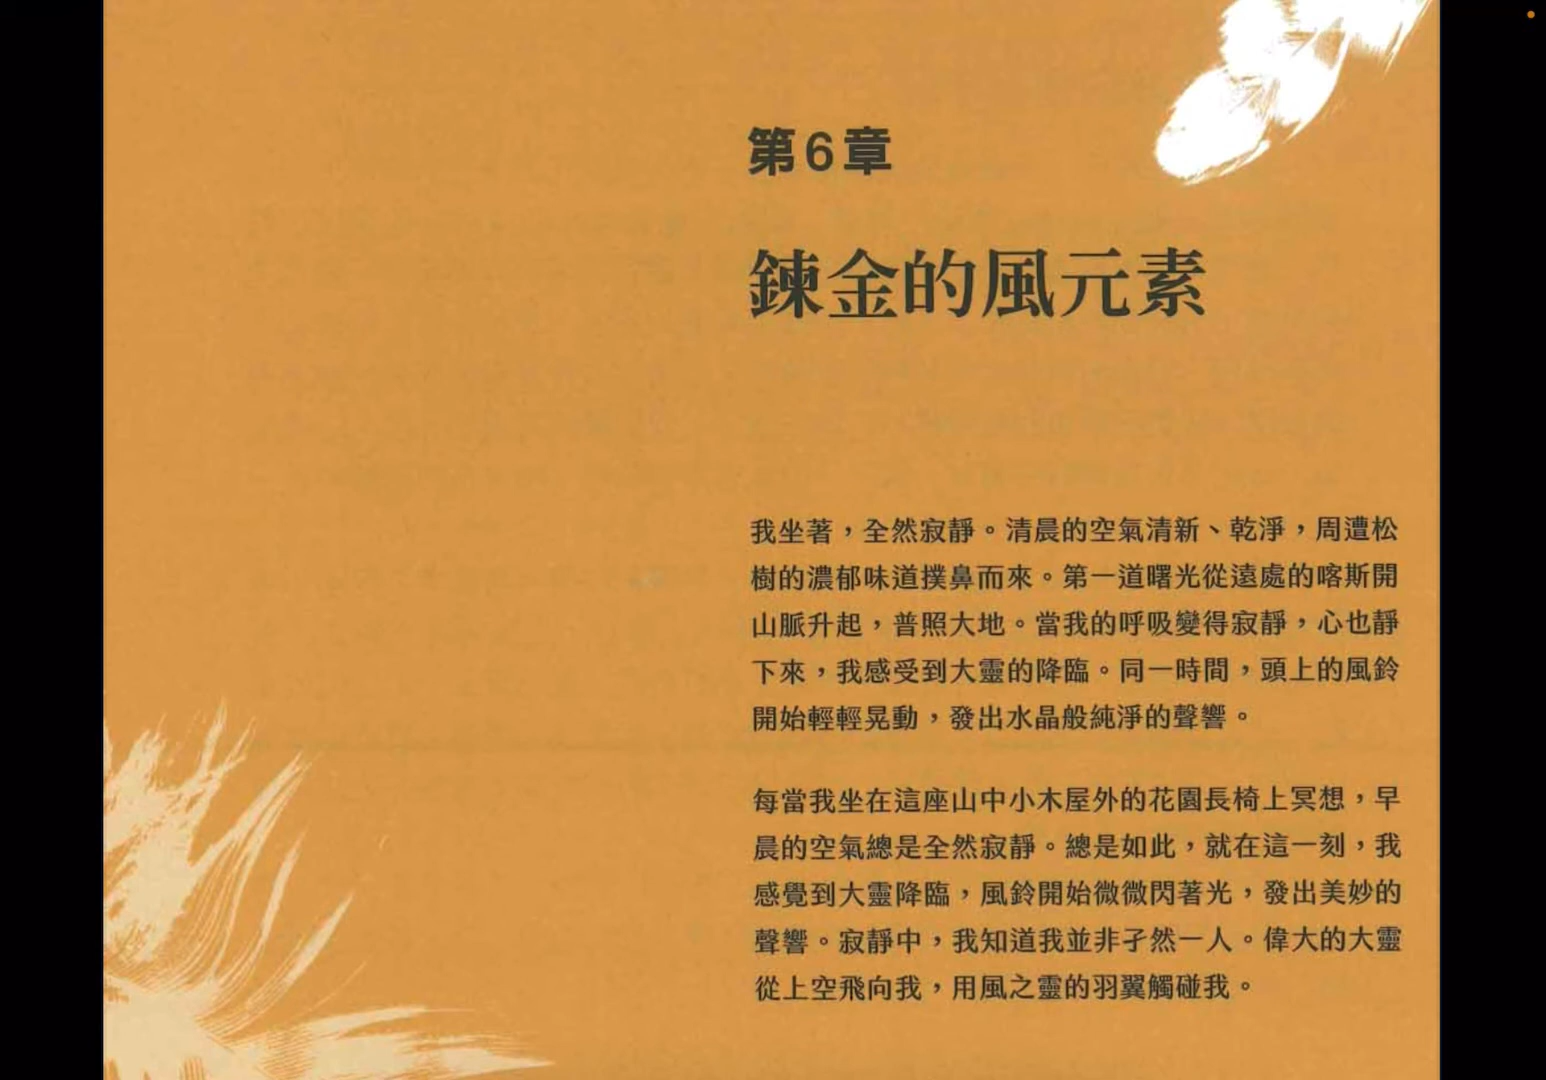 第6章
鍊金的風元素
我坐著，全然寂靜。清晨的空氣清新、乾淨，周遭松
樹的濃郁味道撲鼻而來。第一道曙光從遠處的喀斯開
山脈升起，普照大地。當我的呼吸變得寂靜，心也靜
下來，我感受到大靈的降臨。同一時間，頭上的風鈴
開始輕輕晃動，發出水晶般純淨的聲響。
每當我坐在這座山中小木屋外的花園長椅上冥想，早
晨的空氣總是全然寂靜。總是如此，就在這一刻，我
感覺到大靈降臨，風鈴開始微微閃著光，發出美妙的
聲響。寂靜中，我知道我並非孑然一人。偉大的大靈
從上空飛向我，用風之靈的羽翼觸碰我。